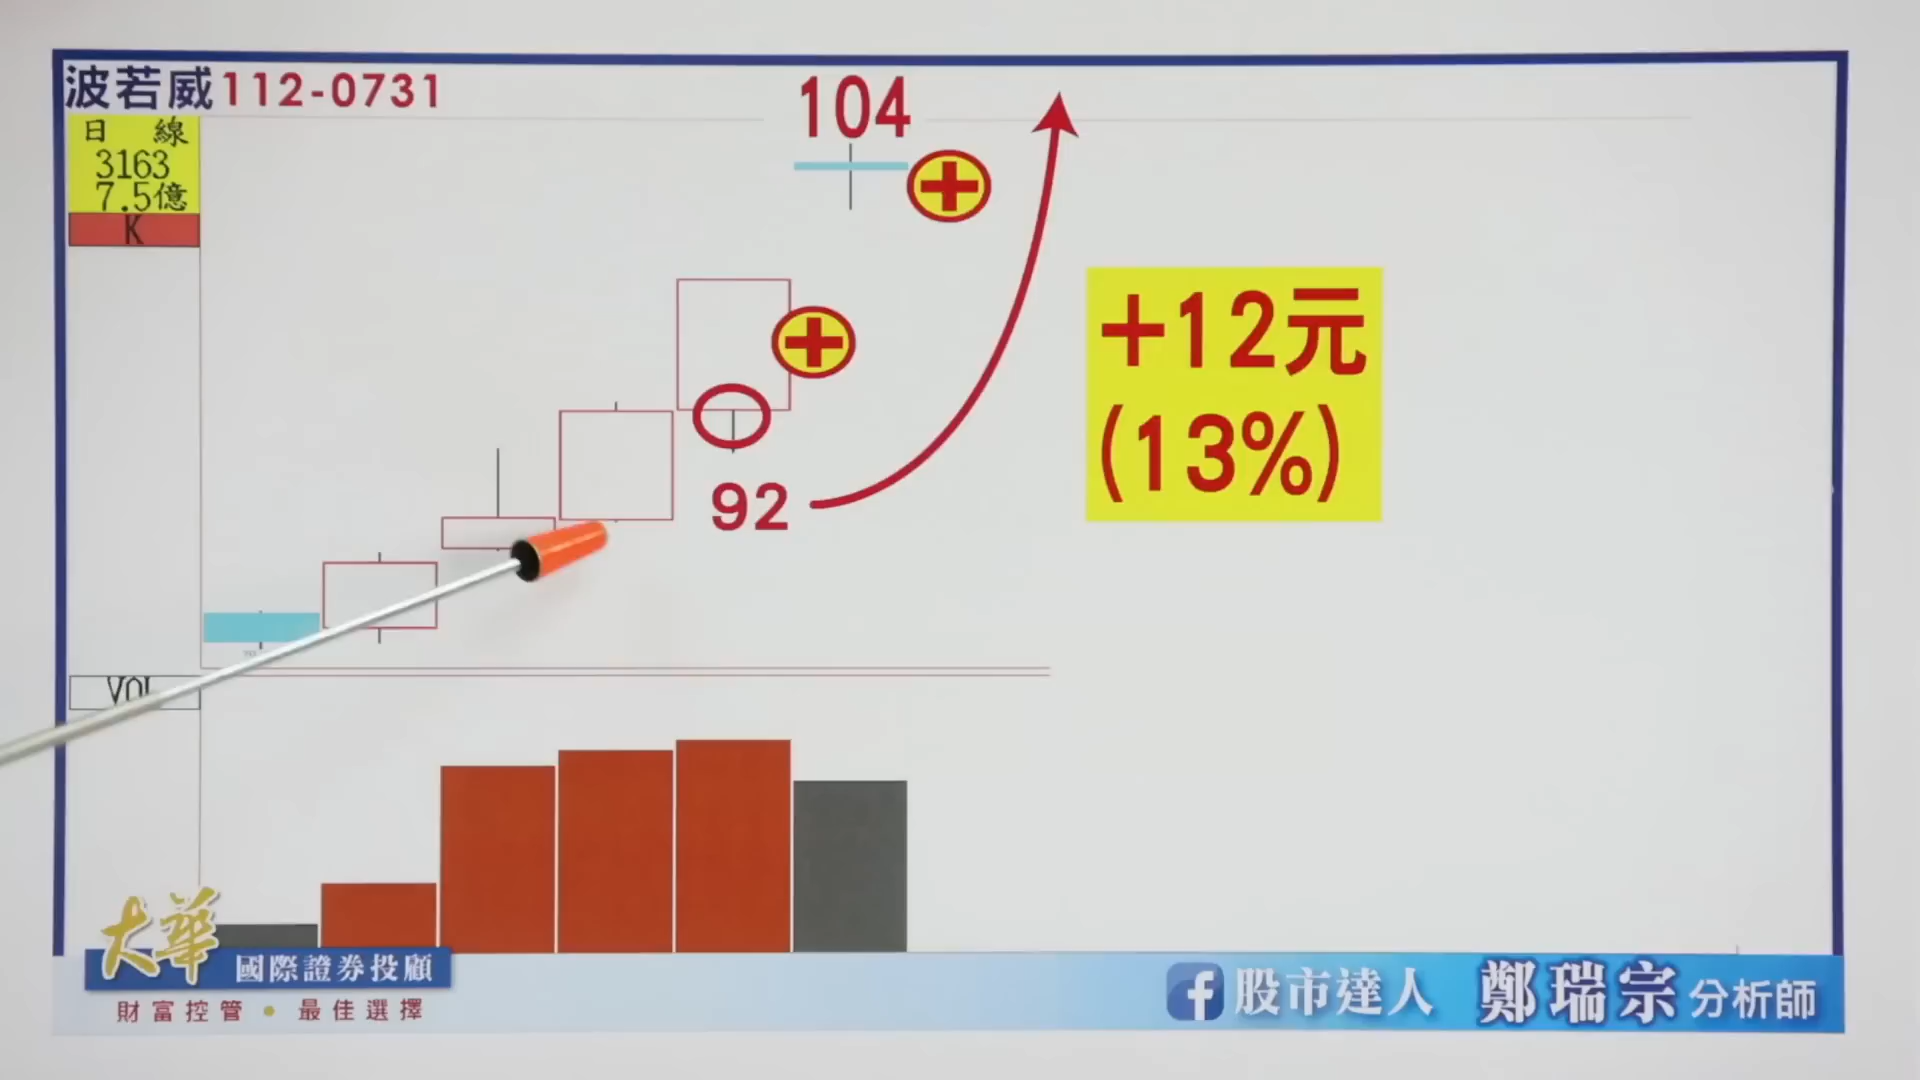 波若威112-0731
日 線
3163
7.5億
K
104
+12元
(13%)
92
大華
國際證券投顧
財富控管・最佳選擇
股市達人 鄭瑞宗 分析師